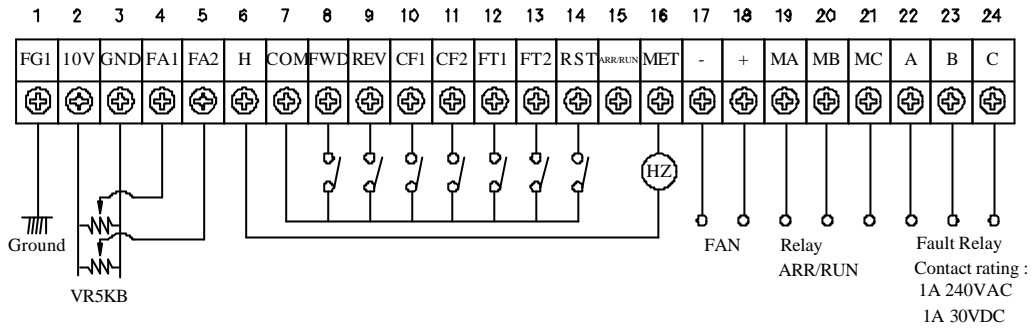 1 2 3 4 5 6 7 8 9 10 11 12 13 14 15 16 17 18 19 20 21 22 23 24
FG1 10V GND FA1 FA2 H COM FWD REV CF1 CF2 FT1 FT2 RST ARR/RUN MET - + MA MB MC A B C
HZ
Ground
FAN Relay Fault Relay
ARR/RUN Contact rating :
VR5KB 1A 240VAC
1A 30VDC